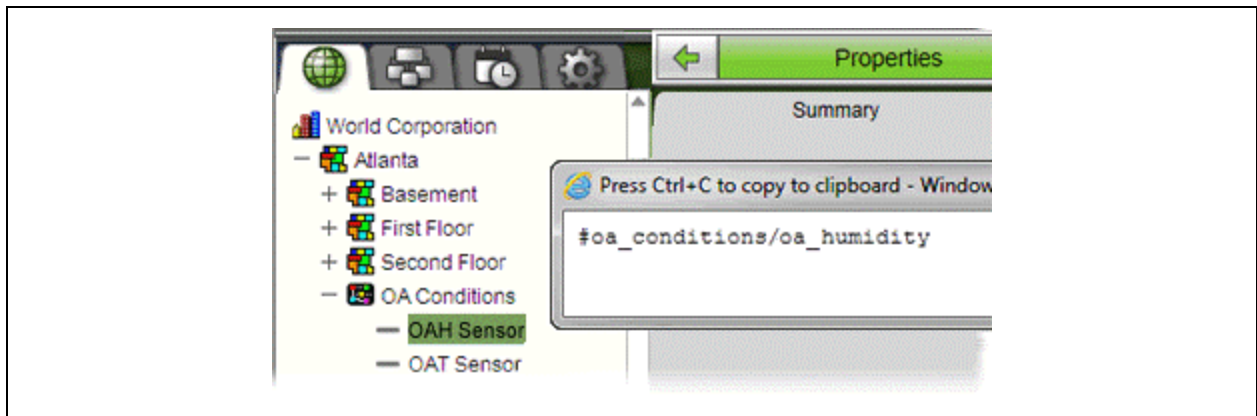 Properties
Summary
World Corporation
Atlanta
Basement
First Floor
Second Floor
OA Conditions
OAH Sensor
OAT Sensor
Press Ctrl+C to copy to clipboard - Window
#oa_conditions/oa_humidity